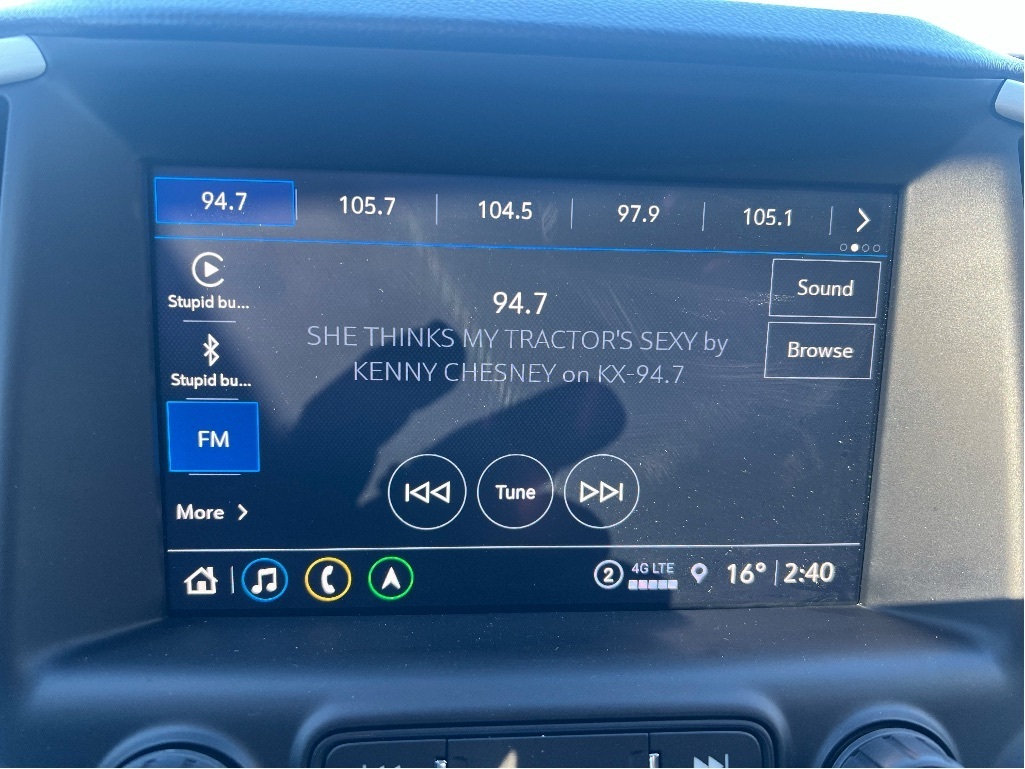 94.7 105.7 104.5 97.9 105.1
Stupid bu...
Stupid bu...
FM
More
94.7
SHE THINKS MY TRACTOR'S SEXY by
KENNY CHESNEY on KX-94.7
Tune
Sound
Browse
2 4G LTE 16° 2:40